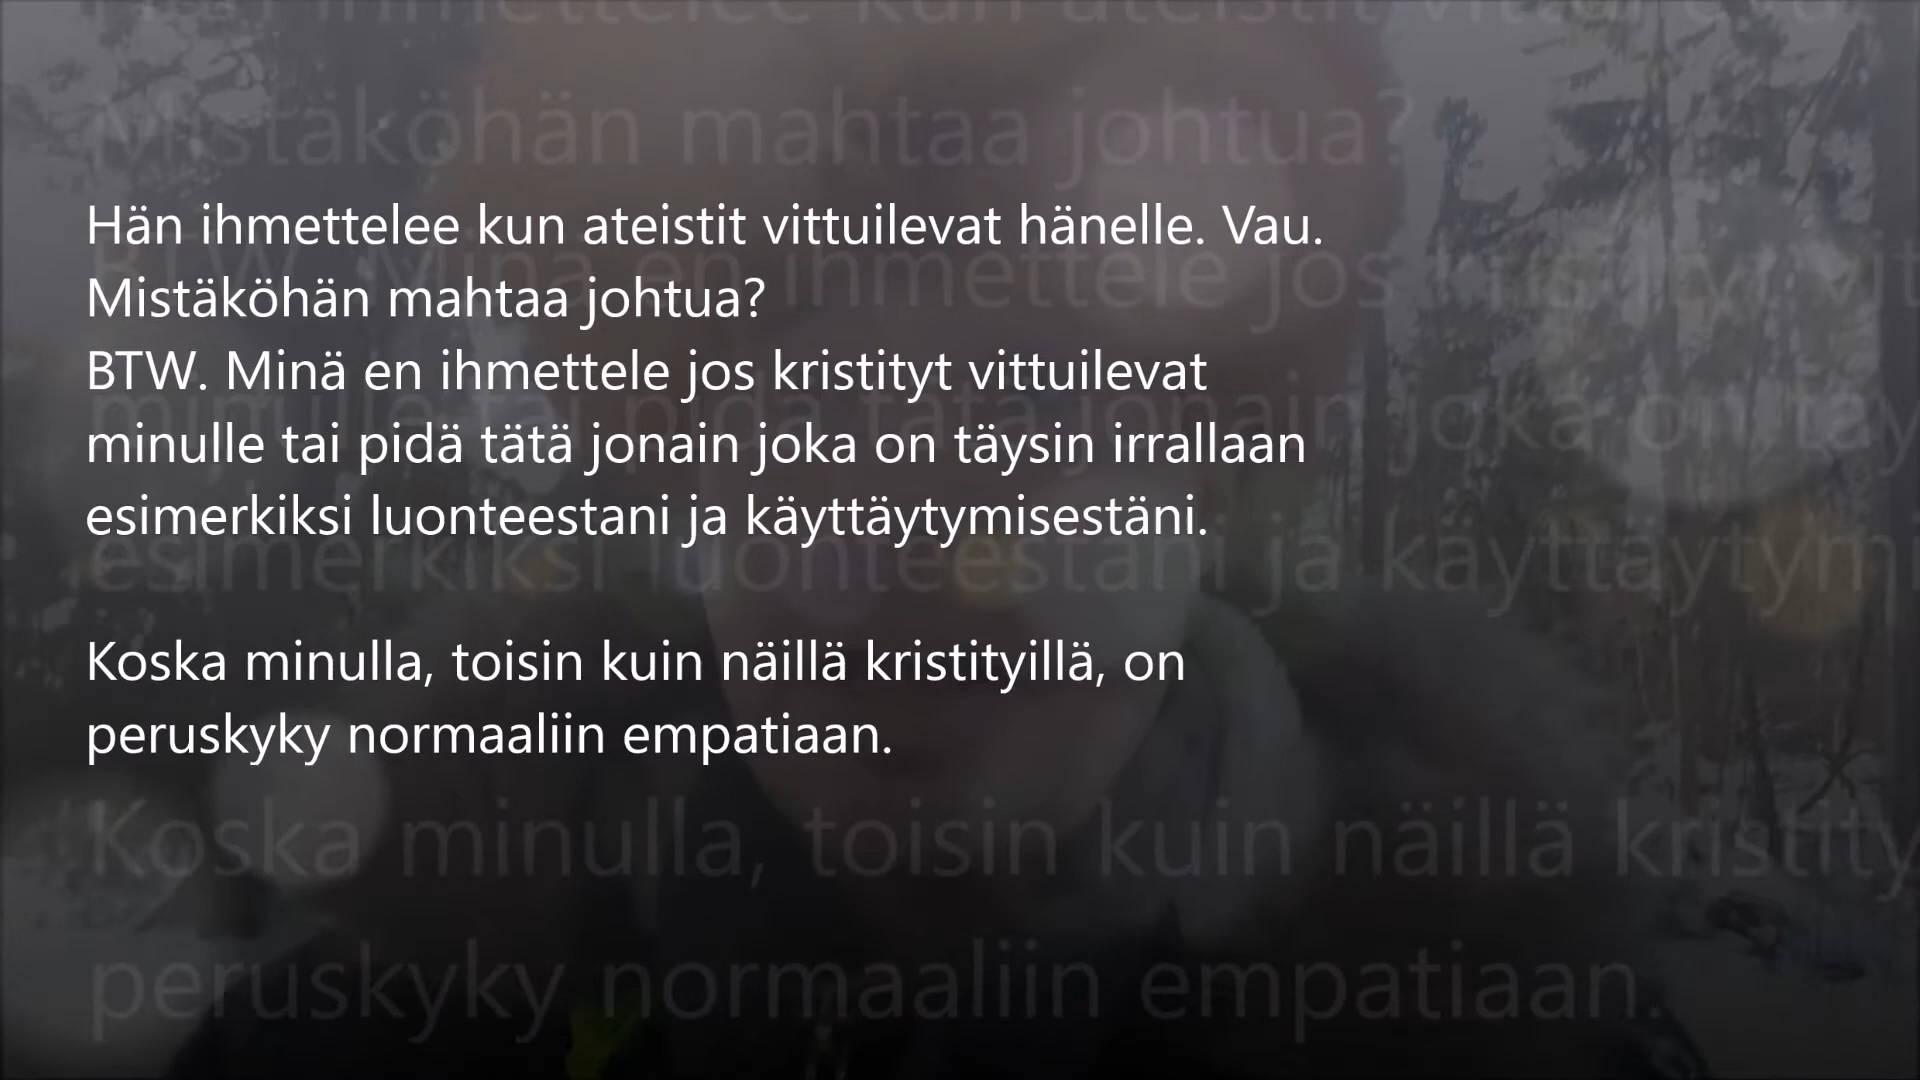 Hän ihmettelee kun ateistit vittuilevat hänelle. Vau.
Mistäköhän mahtaa johtua?
BTW. Minä en ihmettele jos kristityt vittuilevat
minulle tai pidä tätä jonain joka on täysin irrallaan
esimerkiksi luonteestani ja käyttäytymisestäni.
Koska minulla, toisin kuin näillä kristityillä, on
peruskyky normaaliin empatiaan.